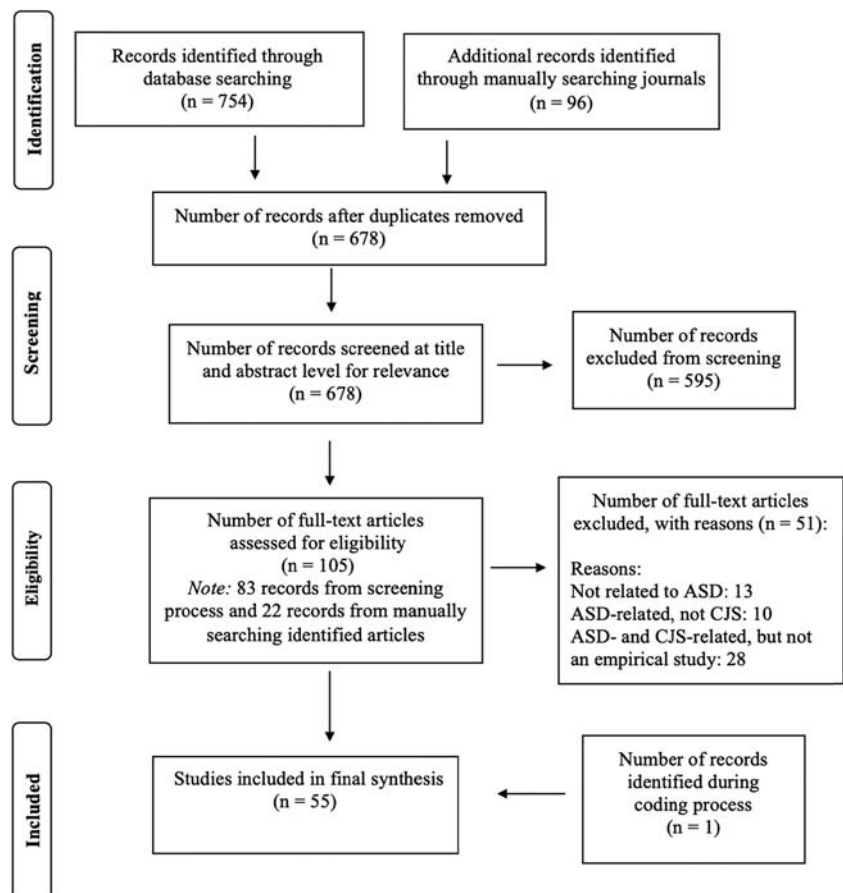 Identification
Records identified through
database searching
(n = 754)
Additional records identified
through manually searching journals
(n = 96)
Number of records after duplicates removed
(n = 678)
Screening
Number of records screened at title
and abstract level for relevance
(n = 678)
Number of records
excluded from screening
(n = 595)
Eligibility
Number of full-text articles
assessed for eligibility
(n = 105)
Note: 83 records from screening
process and 22 records from manually
searching identified articles
Number of full-text articles
excluded, with reasons (n = 51):
Reasons:
Not related to ASD: 13
ASD-related, not CJS: 10
ASD- and CJS-related, but not
an empirical study: 28
Included
Studies included in final synthesis
(n = 55)
Number of records
identified during
coding process
(n = 1)